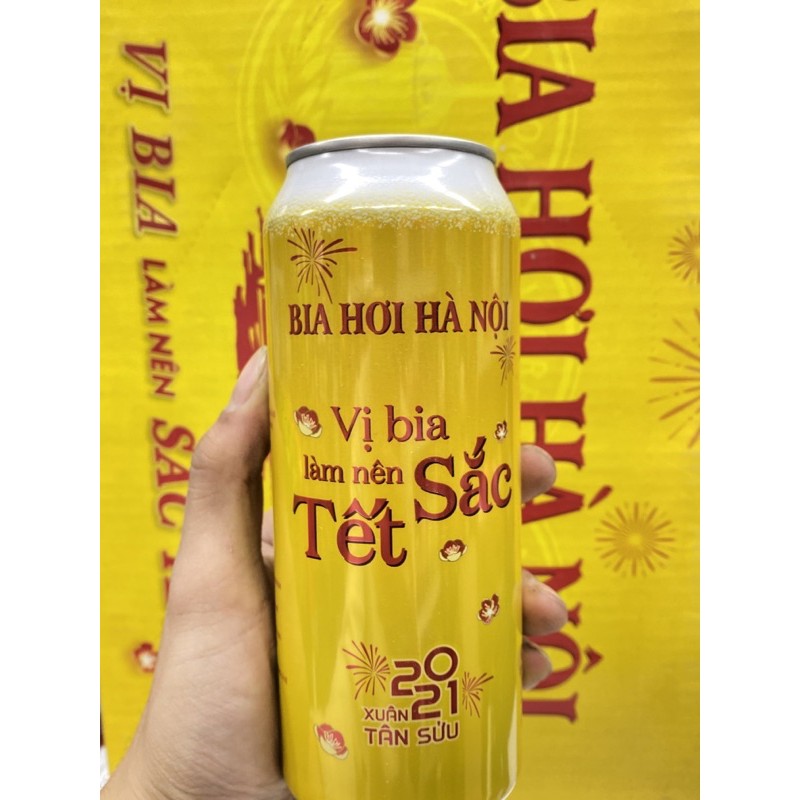 BIA HƠI HÀ NỘI
Vị bia
làm nên Sắc
Tết
2021
XUÂN
TÂN SỬU
VỊ BIA LÀM NÊN SẮC
BIA HƠI HÀ NỘI